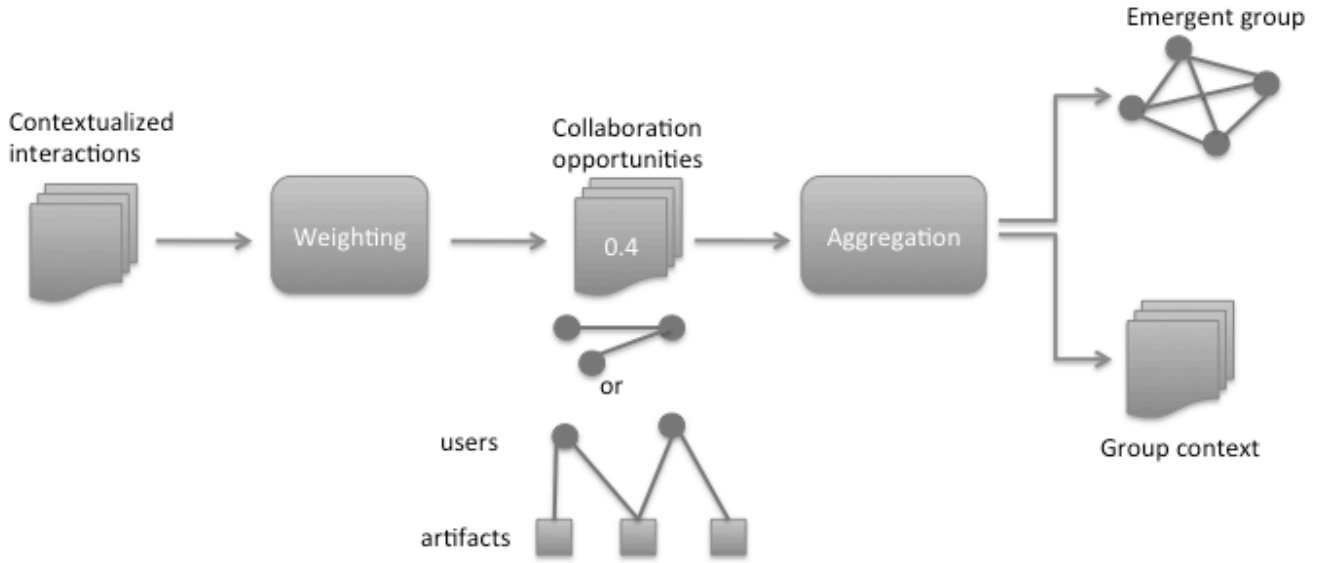 Emergent group
Contextualized
interactions
Collaboration
opportunities
Weighting
0.4
Aggregation
or
users
Group context
artifacts